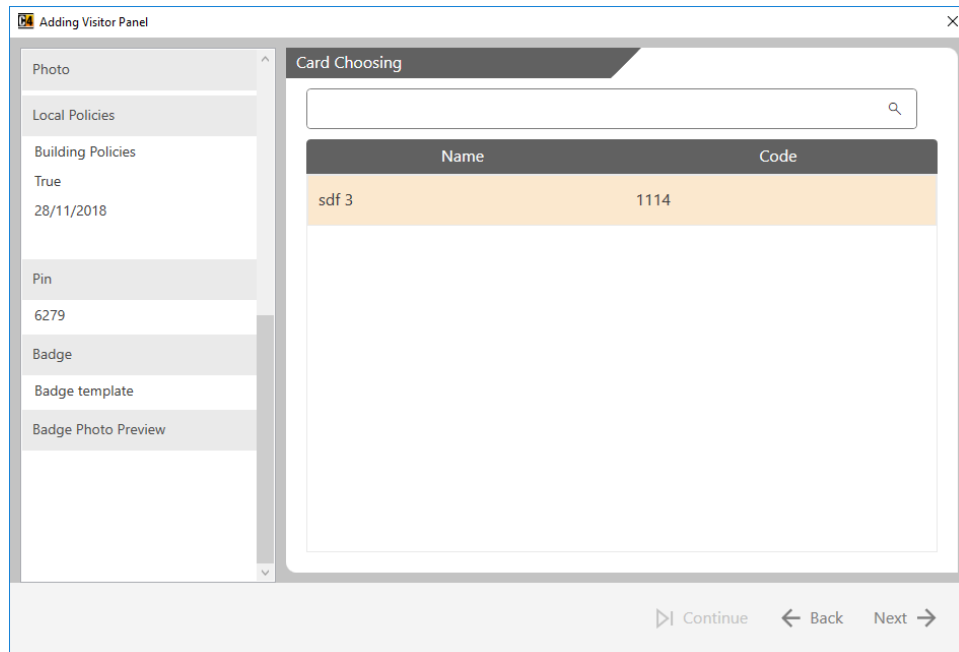 C4 Adding Visitor Panel
Photo
Local Policies
Building Policies
True
28/11/2018
Pin
6279
Badge
Badge template
Badge Photo Preview
Card Choosing
Name Code
sdf 3 1114
Continue Back Next